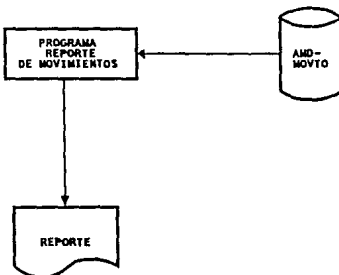 PROGRAMA
REPORTE
DE MOVIMIENTOS
AMD-
MOVTO
REPORTE